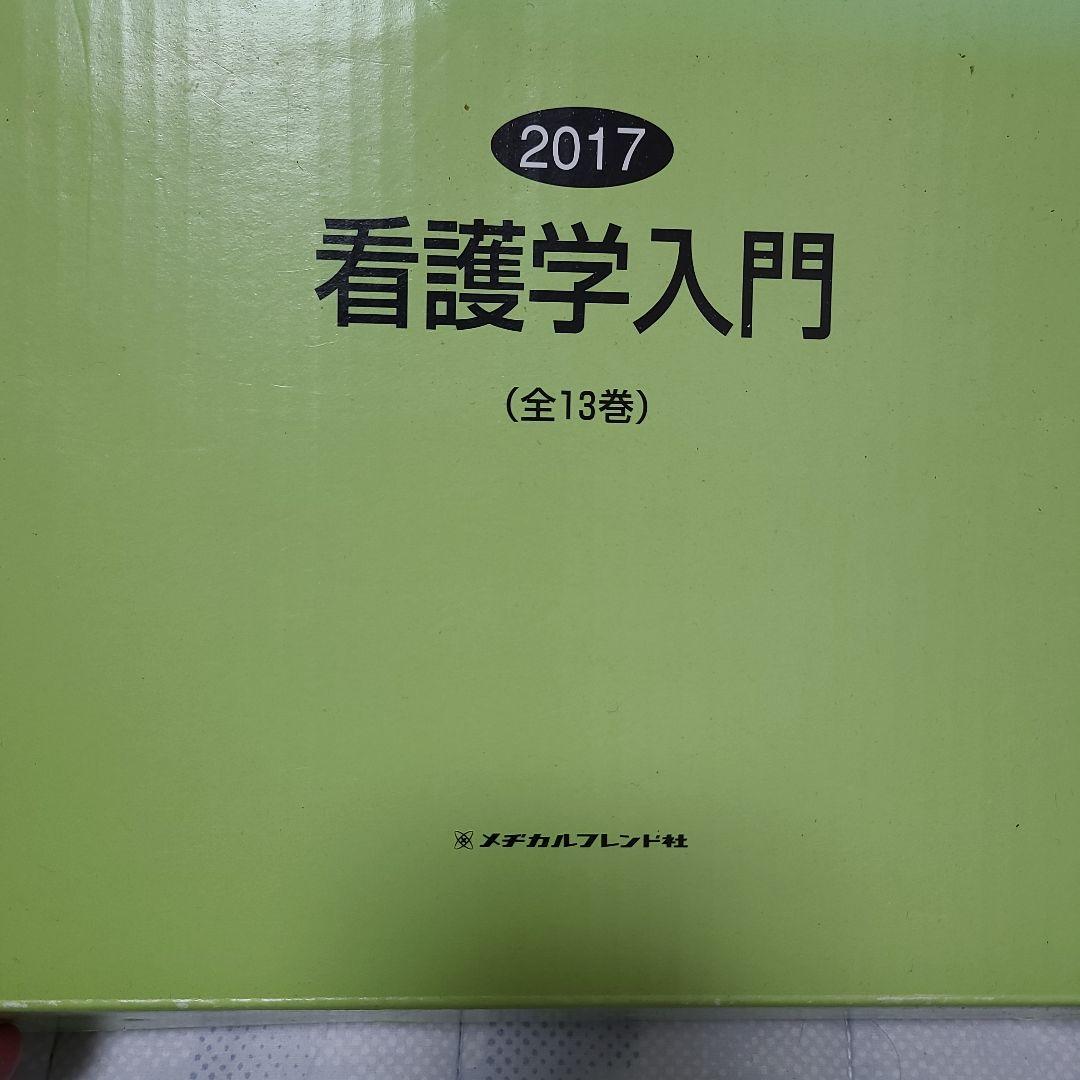 2017
看護学入門
(全13巻)
メヂカルフレンド社